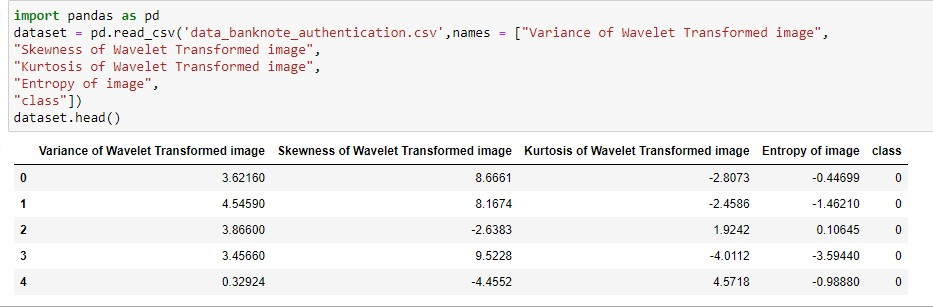 import pandas as pd
dataset = pd.read_csv('data_banknote_authentication.csv',names = ["Variance of Wavelet Transformed image",
"Skewness of Wavelet Transformed image",
"Kurtosis of Wavelet Transformed image",
"Entropy of image",
"class"])
dataset.head()
Variance of Wavelet Transformed image Skewness of Wavelet Transformed image Kurtosis of Wavelet Transformed image Entropy of image class
0 3.62160 8.6661 -2.8073 -0.44699 0
1 4.54590 8.1674 -2.4586 -1.46210 0
2 3.86600 -2.6383 1.9242 0.10645 0
3 3.45660 9.5228 -4.0112 -3.59440 0
4 0.32924 -4.4552 4.5718 -0.98880 0